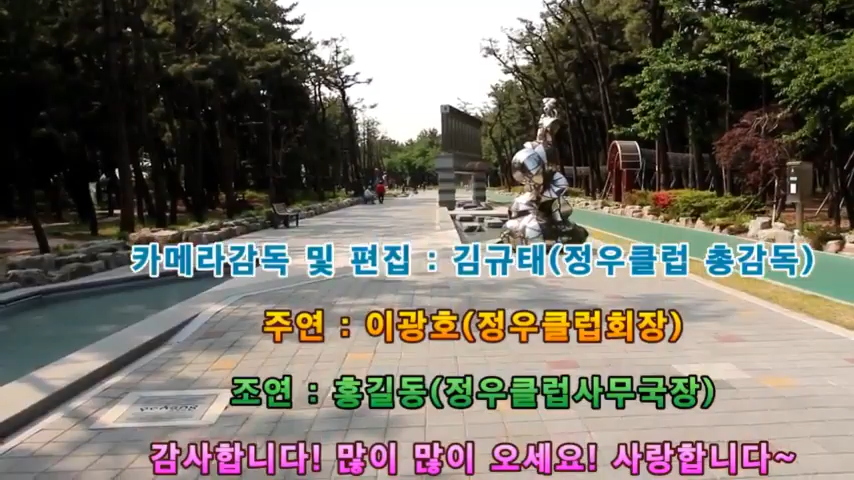 카메라감독 및 편집 : 김규태(정우클럽 총감독)
주연 : 이광호(정우클럽회장)
조연 : 홍길동(정우클럽사무국장)
감사합니다! 많이 많이 오세요! 사랑합니다~